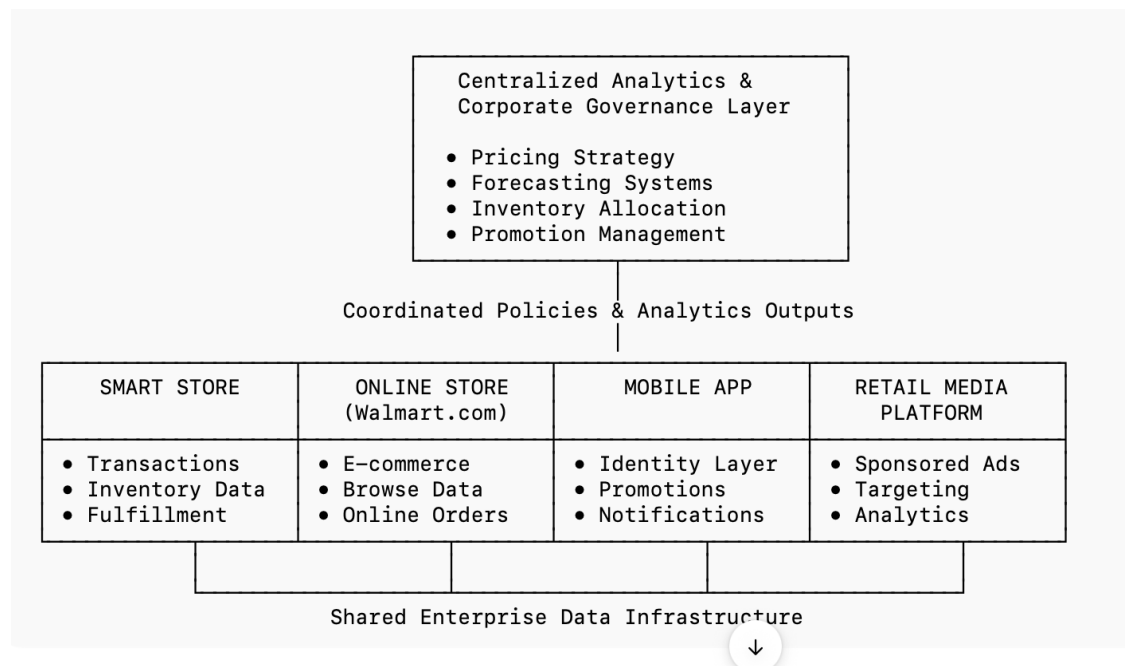 Centralized Analytics &
Corporate Governance Layer
● Pricing Strategy
● Forecasting Systems
● Inventory Allocation
● Promotion Management
Coordinated Policies & Analytics Outputs
SMART STORE
ONLINE STORE
(Walmart.com)
MOBILE APP
RETAIL MEDIA
PLATFORM
● Transactions
● Inventory Data
● Fulfillment
● E-commerce
● Browse Data
● Online Orders
● Identity Layer
● Promotions
● Notifications
● Sponsored Ads
● Targeting
● Analytics
Shared Enterprise Data Infrastructure